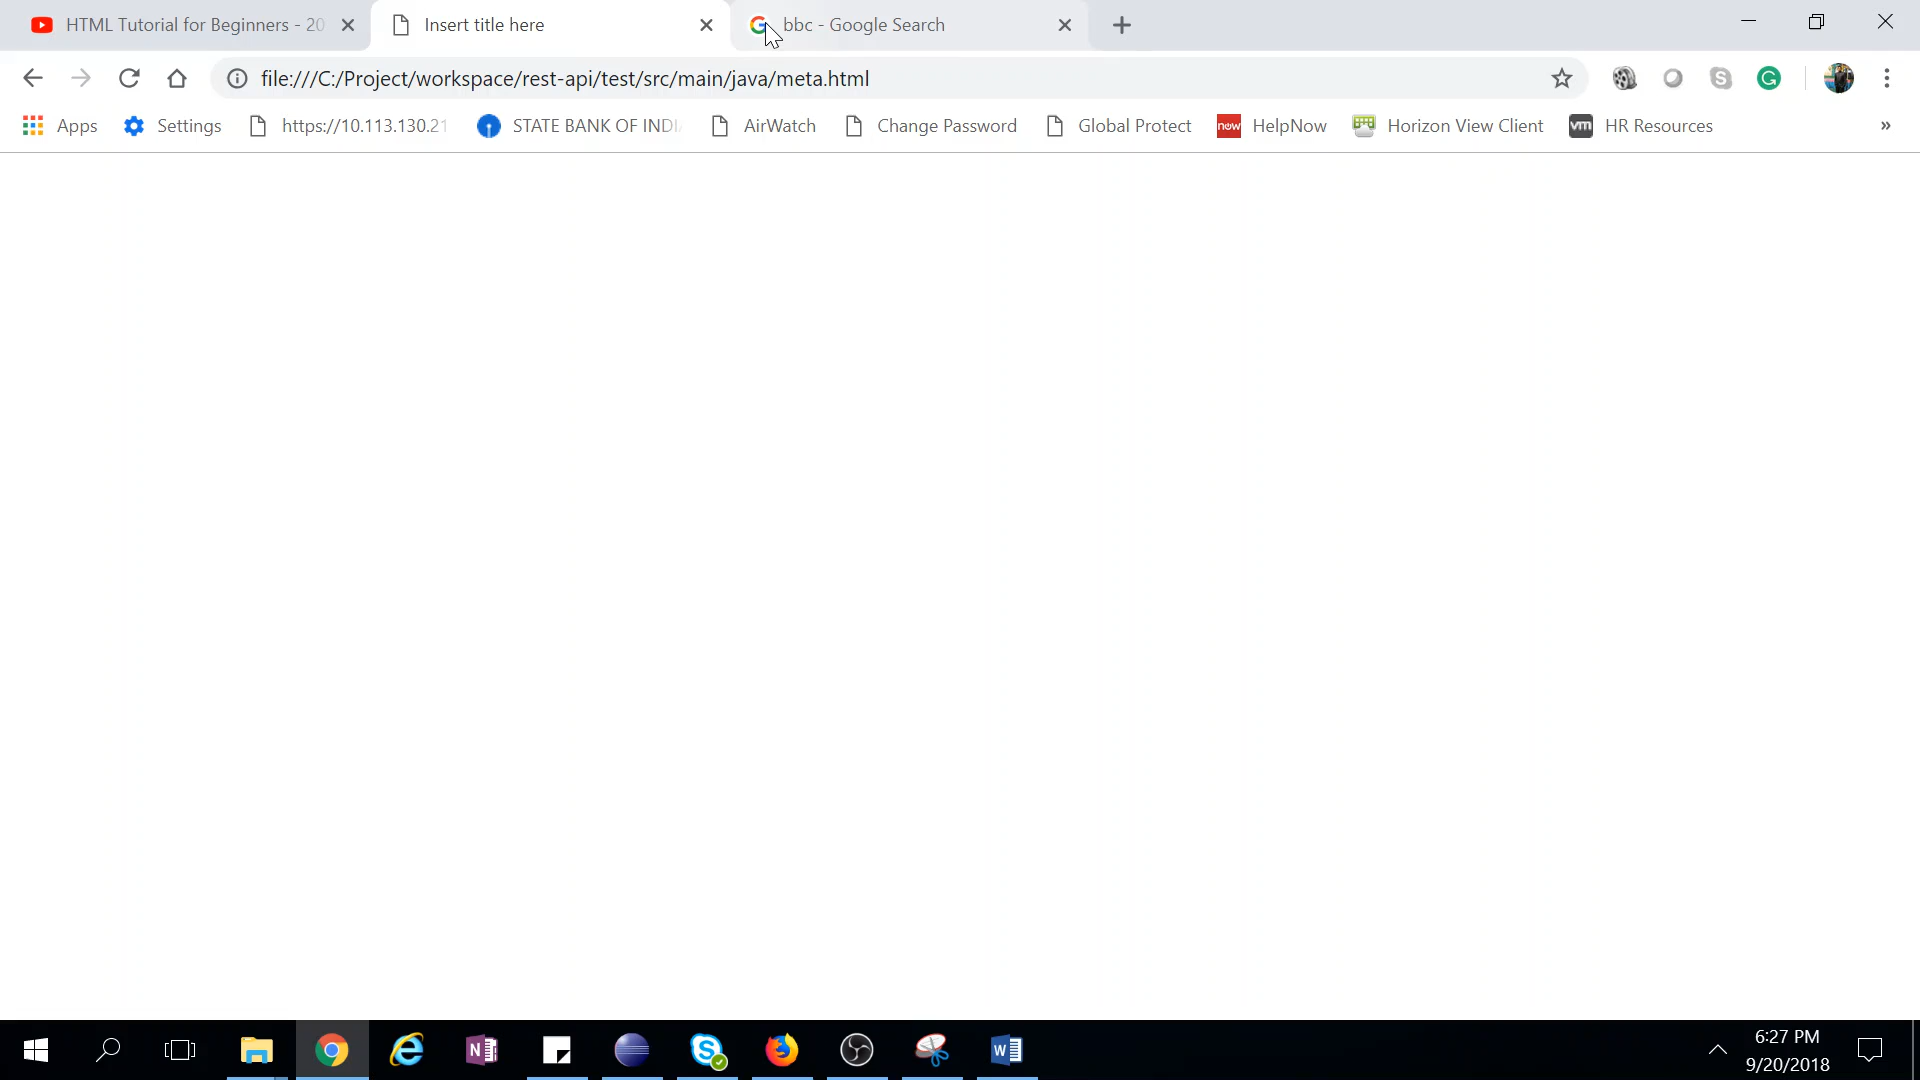 HTML Tutorial for Beginners - 20
Insert title here
bbc - Google Search
file:///C:/Project/workspace/rest-api/test/src/main/java/meta.html
Apps
Settings
https://10.113.130.21
STATE BANK OF INDI
AirWatch
Change Password
Global Protect
now
HelpNow
Horizon View Client
vm
HR Resources
»
6:27 PM
9/20/2018